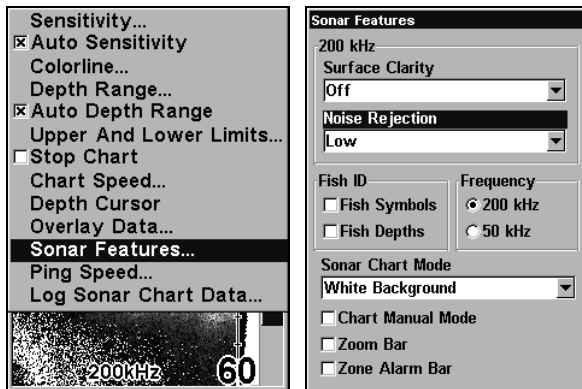 Sensitivity...
Auto Sensitivity
Colorline...
Depth Range...
Auto Depth Range
Upper And Lower Limits...
Stop Chart
Chart Speed...
Depth Cursor
Overlay Data...
Sonar Features...
Ping Speed...
Log Sonar Chart Data...
200kHz
60
Sonar Features
200 kHz
Surface Clarity
Off
Noise Rejection
Low
Fish ID
Fish Symbols
Fish Depths
Frequency
200 kHz
50 kHz
Sonar Chart Mode
White Background
Chart Manual Mode
Zoom Bar
Zone Alarm Bar